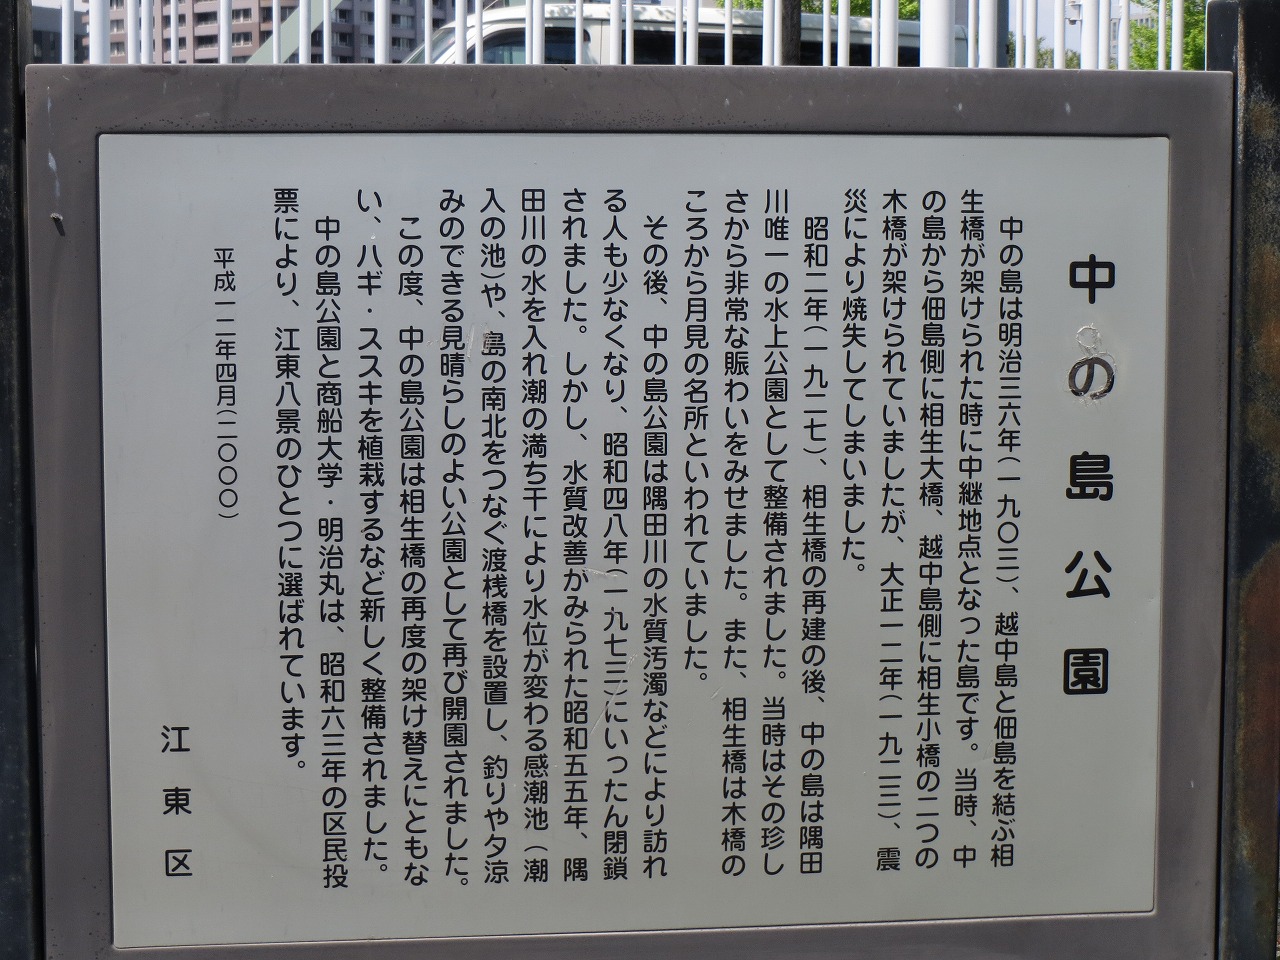 中の島公園
中の島は明治三六年(一九〇三)、越中島と佃島を結ぶ相
生橋が架けられた時に中継地点となった島です。当時、中
の島から佃島側に相生大橋、越中島側に相生小橋の二つの
木橋が架けられていましたが、大正一二年(一九二三)、震
災により焼失してしまいました。
昭和二年(一九二七)、相生橋の再建の後、中の島は隅田
川唯一の水上公園として整備されました。当時はその珍し
さから非常な賑わいをみせました。また、相生橋は木橋の
ころから月見の名所といわれていました。
その後、中の島公園は隅田川の水質汚濁などにより訪れ
る人も少なくなり、昭和四八年(一九七三)にいったん閉鎖
されました。しかし、水質改善がみられた昭和五五年、隅
田川の水を入れ潮の満ち干により水位が変わる感潮池(潮
入の池)や、島の南北をつなぐ渡桟橋を設置し、釣りや夕涼
みのできる見晴らしのよい公園として再び開園されました。
この度、中の島公園は相生橋の再度の架け替えにともな
い、ハギ・ススキを植栽するなど新しく整備されました。
中の島公園と商船大学・明治丸は、昭和六三年の区民投
票により、江東八景のひとつに選ばれています。
平成一二年四月(二〇〇〇)
江東区